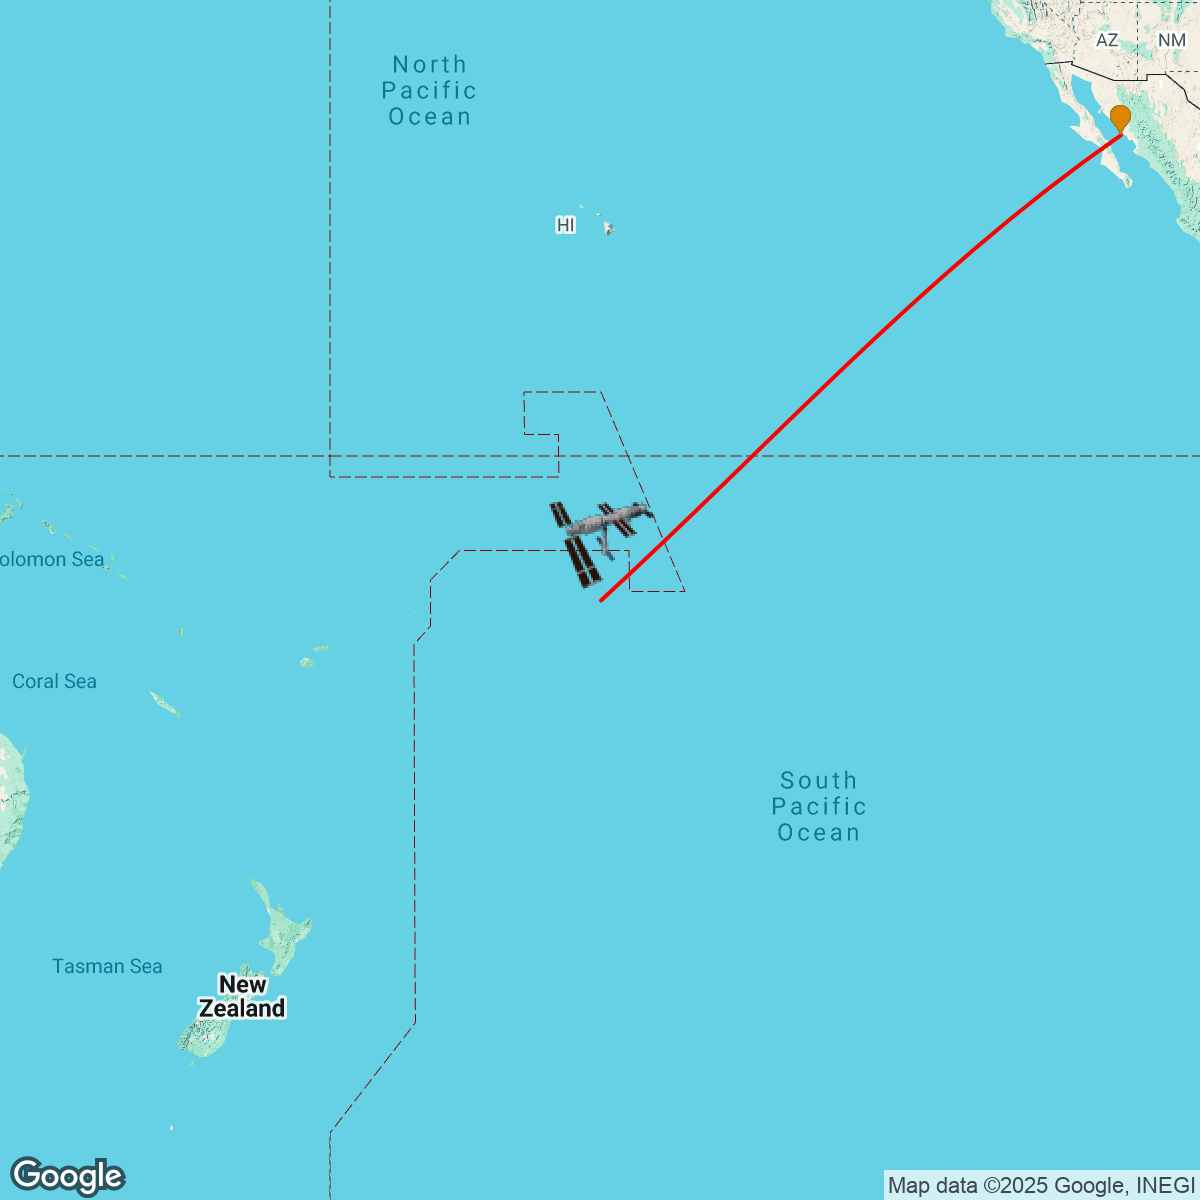 AZ
NM
North
Pacific
Ocean
HI
olomon Sea
Coral Sea
South
Pacific
Ocean
Tasman Sea
New
Zealand
Google
Map data ©2025 Google, INEGI